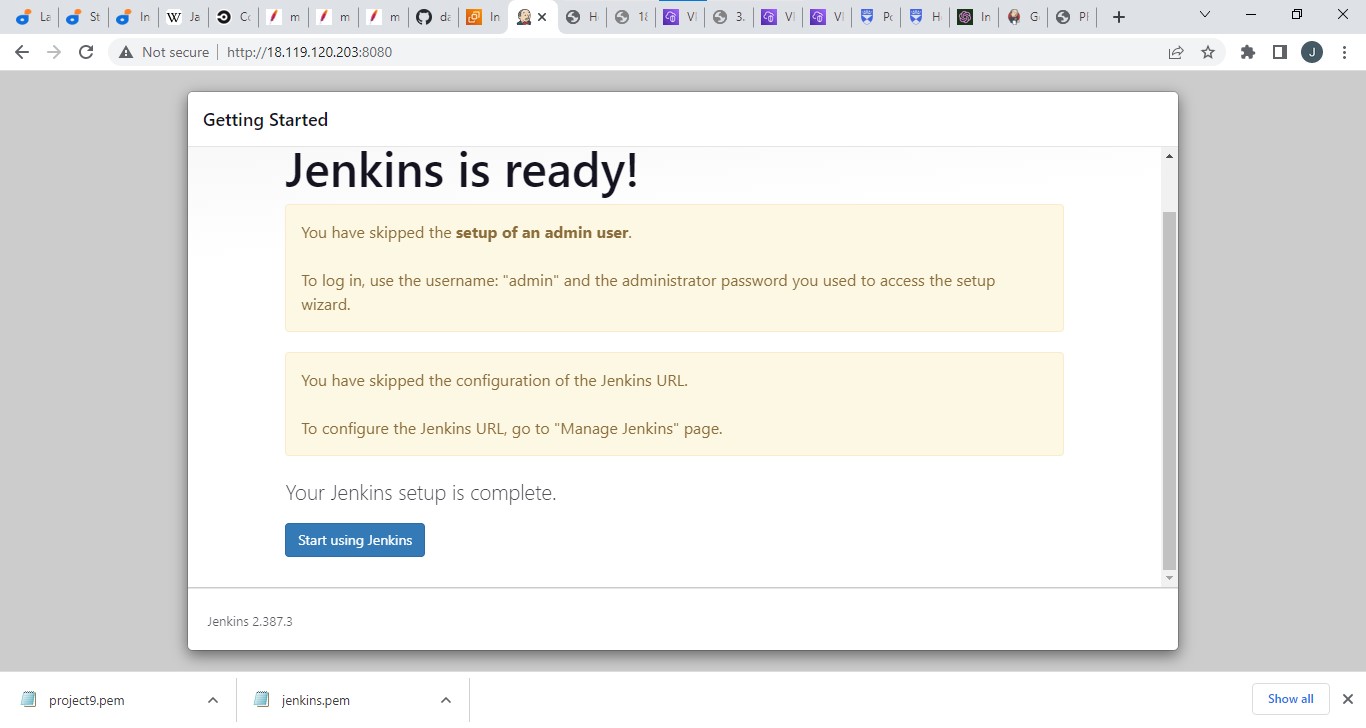 La
St
In
Ja
Co
m
m
m
da
In
H
18
VI
3.
VI
VI
Po
H
In
G
Pl
Not secure
http://18.119.120.203:8080
J
Getting Started
Jenkins is ready!
You have skipped the setup of an admin user.
To log in, use the username: "admin" and the administrator password you used to access the setup
wizard.
You have skipped the configuration of the Jenkins URL.
To configure the Jenkins URL, go to "Manage Jenkins" page.
Your Jenkins setup is complete.
Start using Jenkins
Jenkins 2.387.3
project9.pem
jenkins.pem
Show all